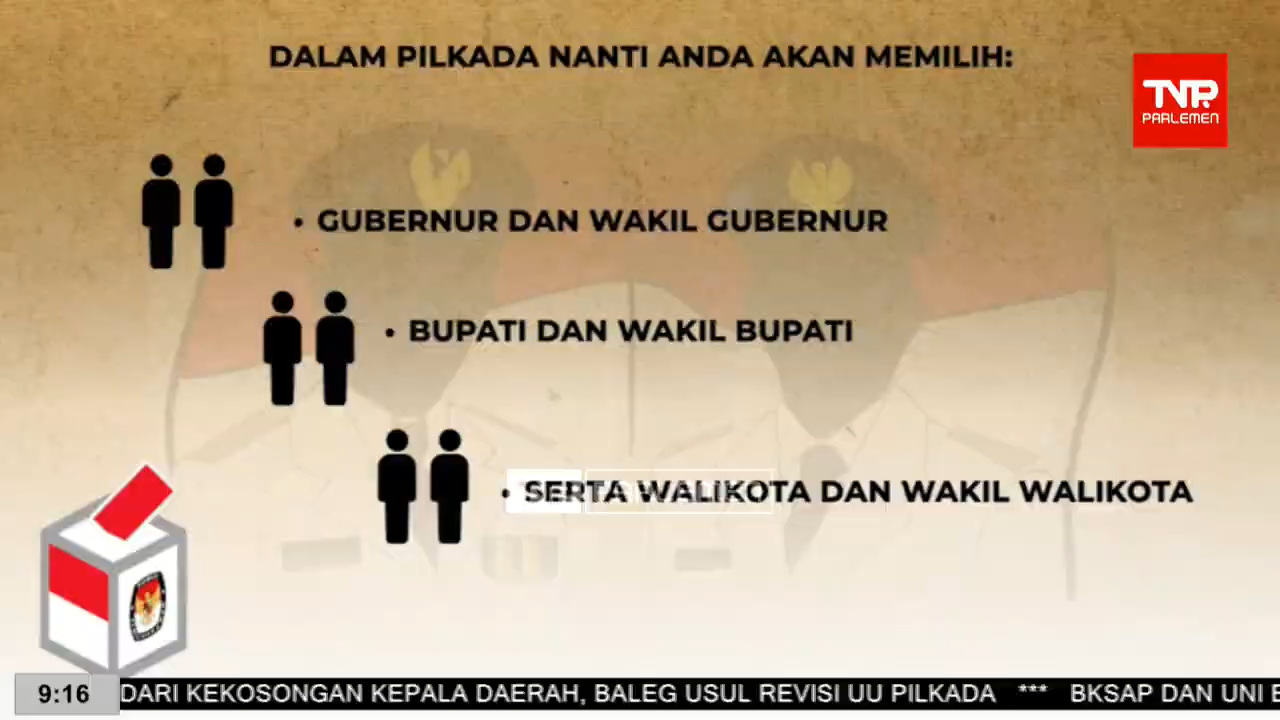 DALAM PILKADA NANTI ANDA AKAN MEMILIH:
TVR
PARLEMEN
• GUBERNUR DAN WAKIL GUBERNUR
• BUPATI DAN WAKIL BUPATI
• SERTA WALIKOTA DAN WAKIL WALIKOTA
9:16
DARI KEKOSONGAN KEPALA DAERAH, BALEG USUL REVISI UU PILKADA *** BKSAP DAN UNI